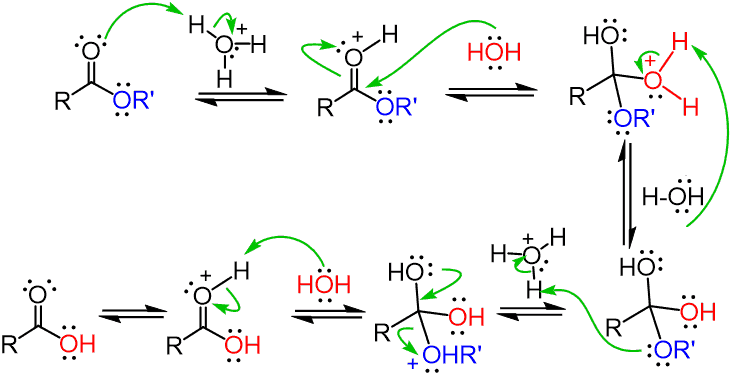 O H O + H H
R OR'
O + H HOH
R OR'
HO H
R O + H
OR'
H-OH
O
R OH
O + H HOH
R OH
HO
R OH
OHR'
+
H O + H
H
HO
R OH
OR'